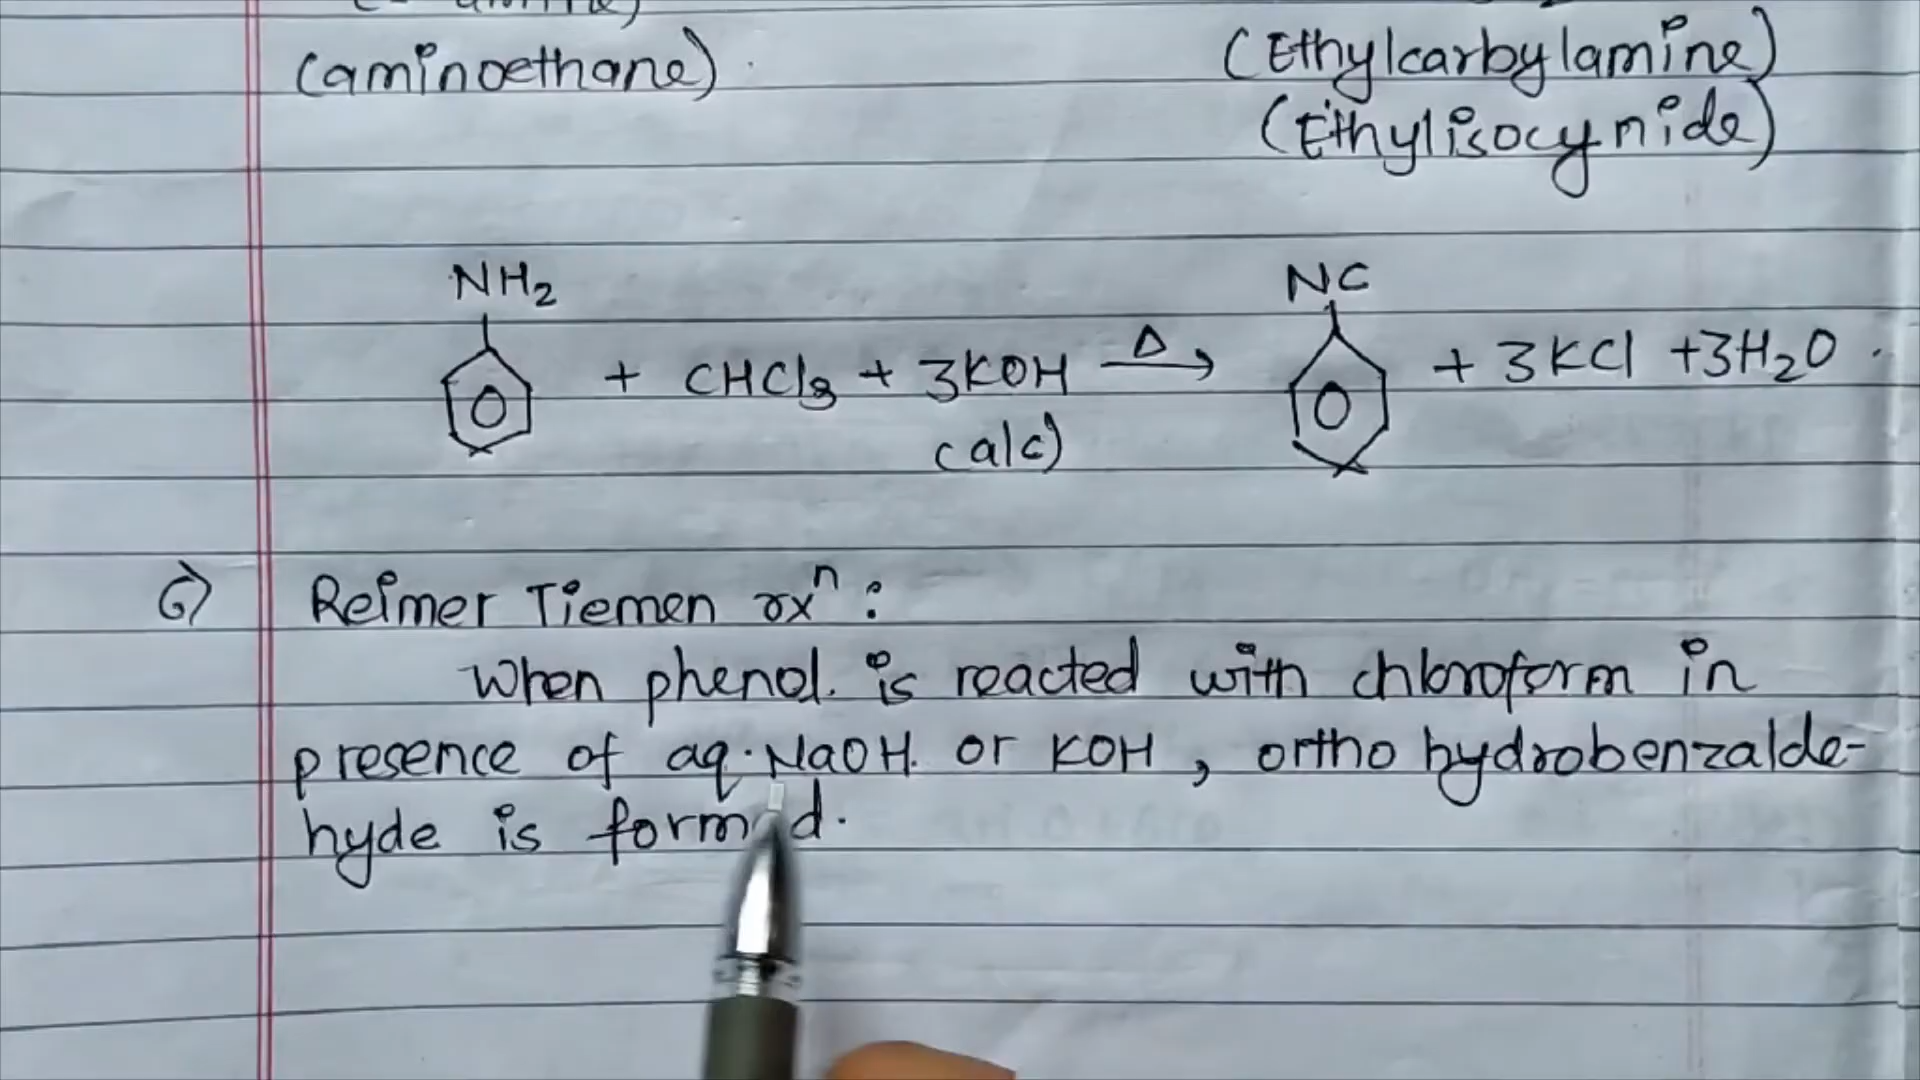 (aminoethane)
(Ethylcarbylamine)
(Ethylisocynide)
NH2 NC
+ CHCl3 + 3KOH Δ→ + 3KCl +3H2O.
(alc)
6) Reimer Tiemen rxⁿ:
When phenol. is reacted with chloroform in
presence of aq. NaOH. or KOH, ortho hydrobenzalde-
hyde is formed.